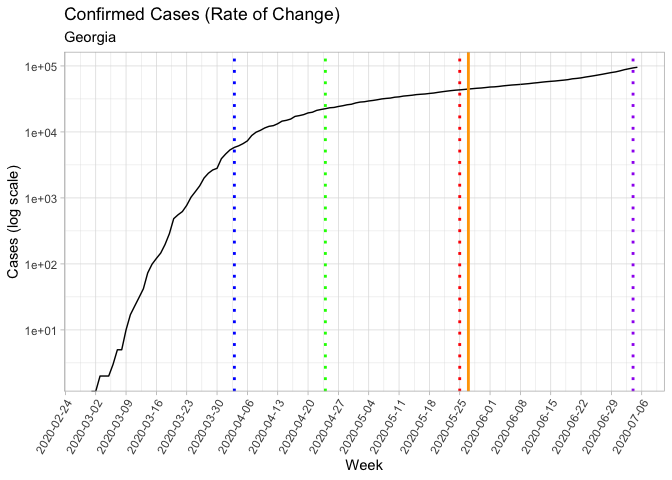 Confirmed Cases (Rate of Change)
Georgia
Cases (log scale)
1e+05
1e+04
1e+03
1e+02
1e+01
2020-02-24
2020-03-02
2020-03-09
2020-03-16
2020-03-23
2020-03-30
2020-04-06
2020-04-13
2020-04-20
2020-04-27
2020-05-04
2020-05-11
2020-05-18
2020-05-25
2020-06-01
2020-06-08
2020-06-15
2020-06-22
2020-06-29
2020-07-06
Week